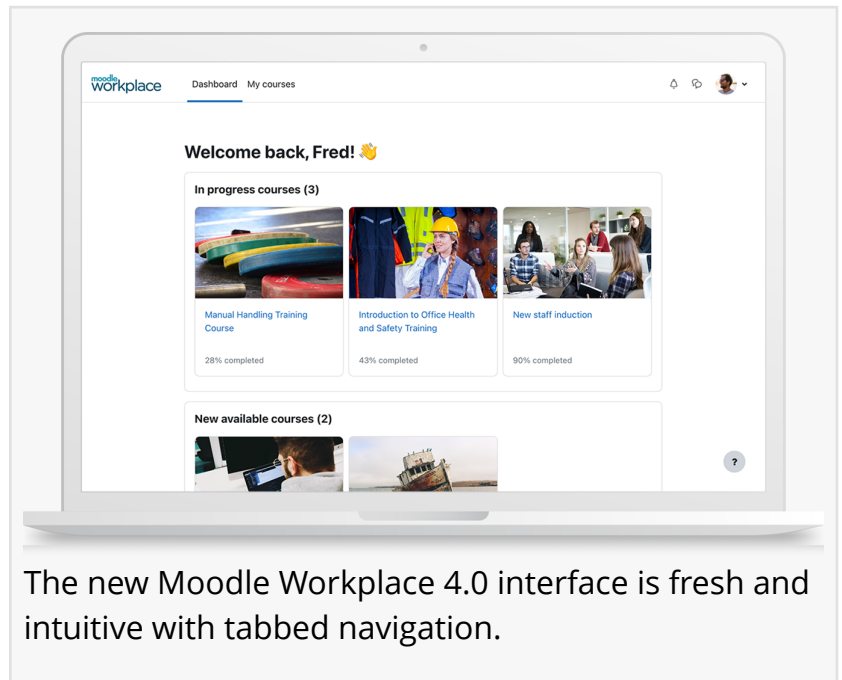 moodle
workplace
Dashboard My courses
Welcome back, Fred! 👋
In progress courses (3)
Manual Handling Training
Course
28% completed
Introduction to Office Health
and Safety Training
43% completed
New staff induction
90% completed
New available courses (2)
?
The new Moodle Workplace 4.0 interface is fresh and
intuitive with tabbed navigation.